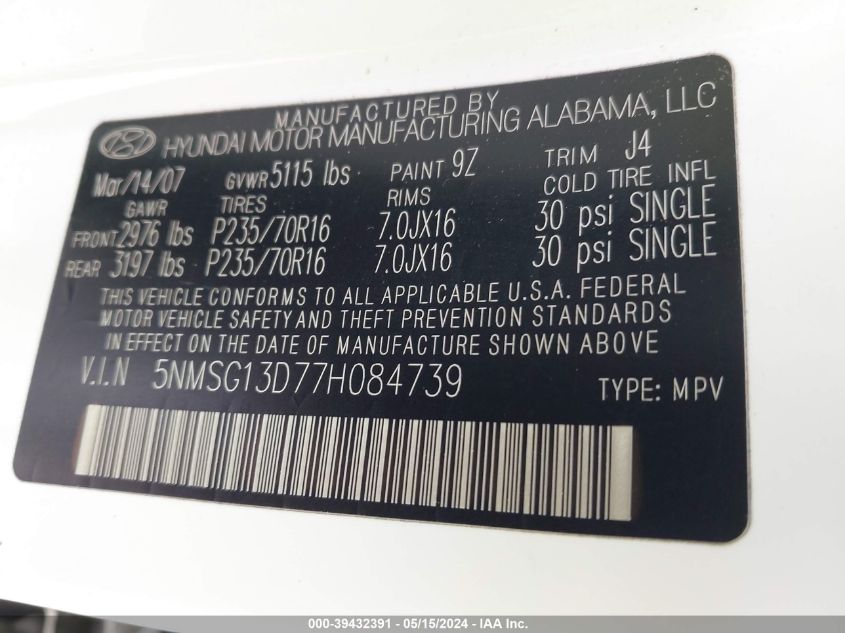 MANUFACTURED BY
HYUNDAI MOTOR MANUFACTURING ALABAMA, LLC
Mar/14/07 GVWR 5115 lbs PAINT 9Z TRIM J4
GAWR TIRES RIMS COLD TIRE INFL
FRONT 2976 lbs P235/70R16 7.0JX16 30 psi SINGLE
REAR 3197 lbs P235/70R16 7.0JX16 30 psi SINGLE
THIS VEHICLE CONFORMS TO ALL APPLICABLE U.S.A. FEDERAL
MOTOR VEHICLE SAFETY AND THEFT PREVENTION STANDARDS
IN EFFECT ON THE DATE OF MANUFACTURE SHOWN ABOVE
V.I.N 5NMSG13D77H084739 TYPE: MPV
000-39432391 - 05/15/2024 - IAAI, Inc.